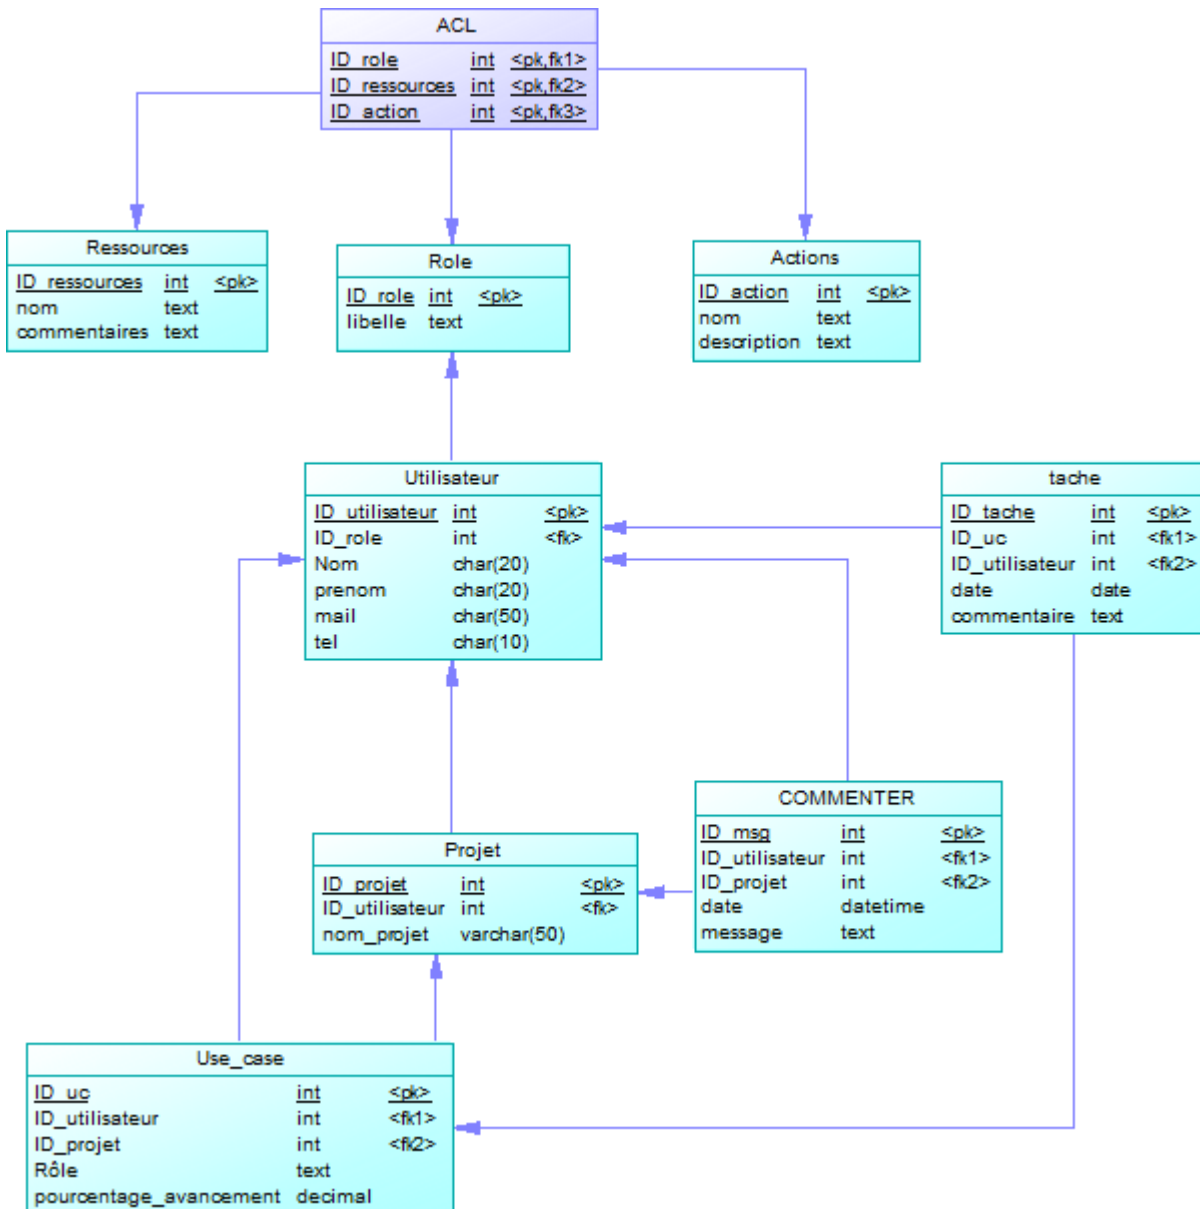 ACL
ID_role int <pk,fk1>
ID_ressources int <pk,fk2>
ID_action int <pk,fk3>
Ressources
ID_ressources int <pk>
nom text
commentaires text
Role
ID_role int <pk>
libelle text
Actions
ID_action int <pk>
nom text
description text
Utilisateur
ID_utilisateur int <pk>
ID_role int <fk>
Nom char(20)
prenom char(20)
mail char(50)
tel char(10)
tache
ID_tache int <pk>
ID_uc int <fk1>
ID_utilisateur int <fk2>
date date
commentaire text
COMMENTER
ID_msg int <pk>
ID_utilisateur int <fk1>
ID_projet int <fk2>
date datetime
message text
Projet
ID_projet int <pk>
ID_utilisateur int <fk>
nom_projet varchar(50)
Use_case
ID_uc int <pk>
ID_utilisateur int <fk1>
ID_projet int <fk2>
Rôle text
pourcentage_avancement decimal